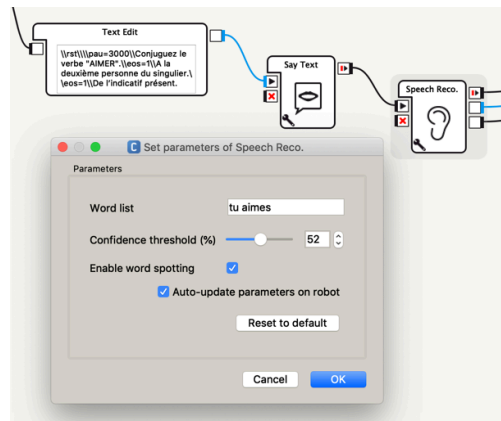 Text Edit
\\rst\\\\pau=3000\\Conjuguez le
verbe "AIMER".\\eos=1\\A la
deuxième personne du singulier.\
\eos=1\\De l'indicatif présent.
Say Text
Speech Reco.
Set parameters of Speech Reco.
Parameters
Word list
tu aimes
Confidence threshold (%)
52
Enable word spotting
Auto-update parameters on robot
Reset to default
Cancel
OK